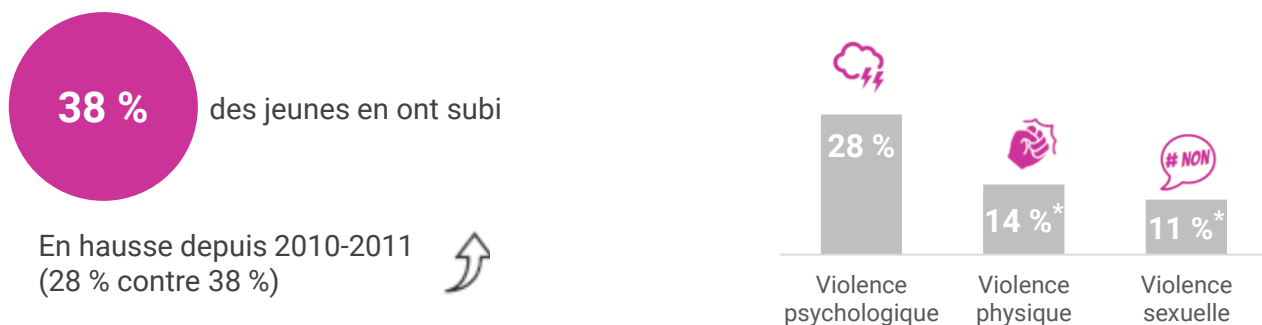 38 %
des jeunes en ont subi
En hausse depuis 2010-2011
(28 % contre 38 %)
28 %
14 %*
# NON
11 %*
Violence
psychologique
Violence
physique
Violence
sexuelle